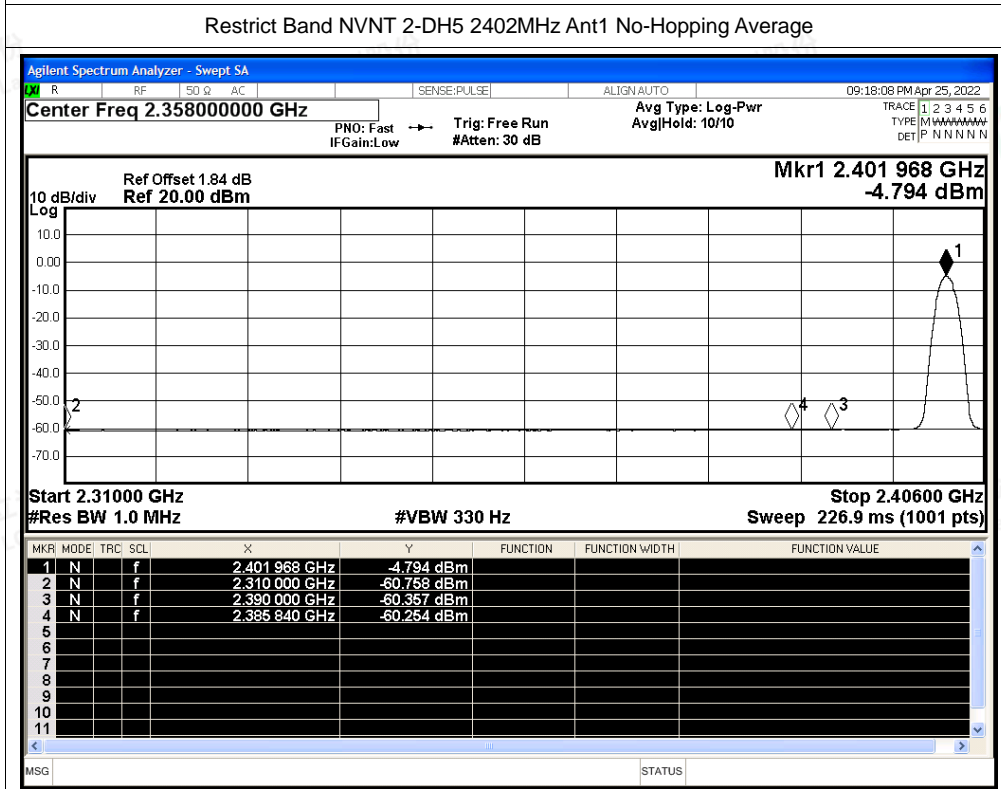 Restrict Band NVNT 2-DH5 2402MHz Ant1 No-Hopping Average
Agilent Spectrum Analyzer - Swept SA
LXI R RF 50 Ω AC SENSE:PULSE ALIGN AUTO 09:18:08 PM Apr 25, 2022
Center Freq 2.358000000 GHz Avg Type: Log-Pwr TRACE 1 2 3 4 5 6
PNO: Fast Trig: Free Run Avg|Hold: 10/10 TYPE M WWWWW
IFGain:Low #Atten: 30 dB DET P N N N N N
Mkr1 2.401 968 GHz
Ref Offset 1.84 dB
10 dB/div Ref 20.00 dBm -4.794 dBm
Log
10.0
0.00
1
-10.0
-20.0
-30.0
-40.0
-50.0
2 4 3
-60.0
-70.0
Start 2.31000 GHz Stop 2.40600 GHz
#Res BW 1.0 MHz #VBW 330 Hz Sweep 226.9 ms (1001 pts)
MKR MODE TRC SCL X Y FUNCTION FUNCTION WIDTH FUNCTION VALUE
1 N f 2.401 968 GHz -4.794 dBm
2 N f 2.310 000 GHz -60.758 dBm
3 N f 2.390 000 GHz -60.357 dBm
4 N f 2.385 840 GHz -60.254 dBm
5
6
7
8
9
10
11
MSG STATUS